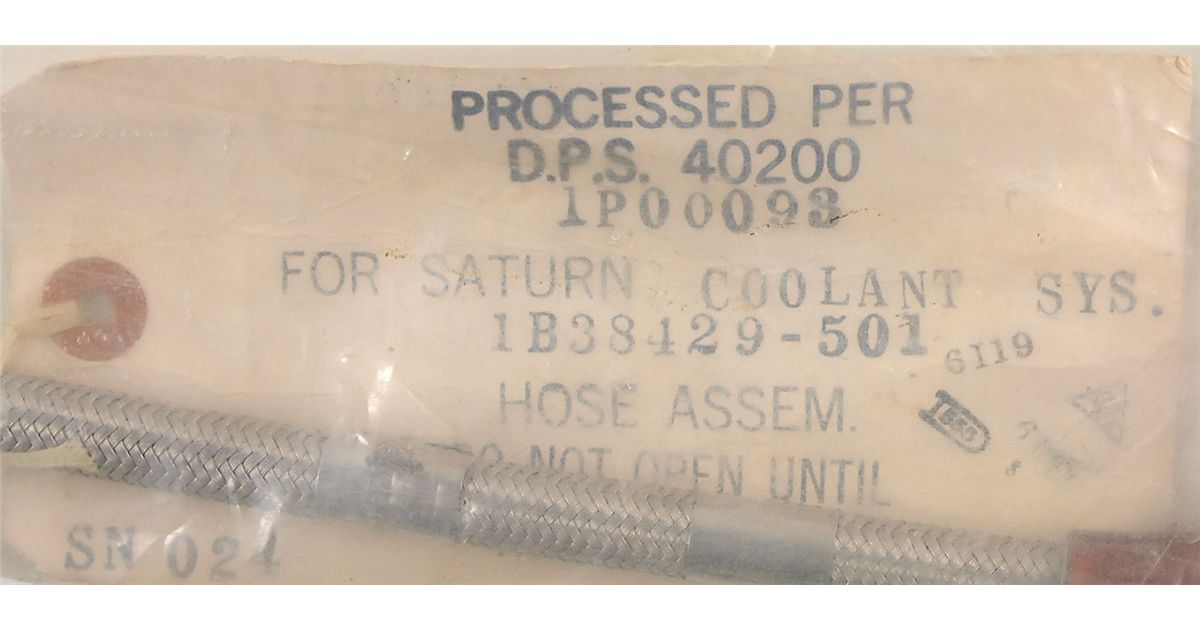 PROCESSED PER
D.P.S. 40200
1P00093
FOR SATURN COOLANT SYS.
1B38429-501
6119
HOSE ASSEM.
DO NOT OPEN UNTIL
SN 024